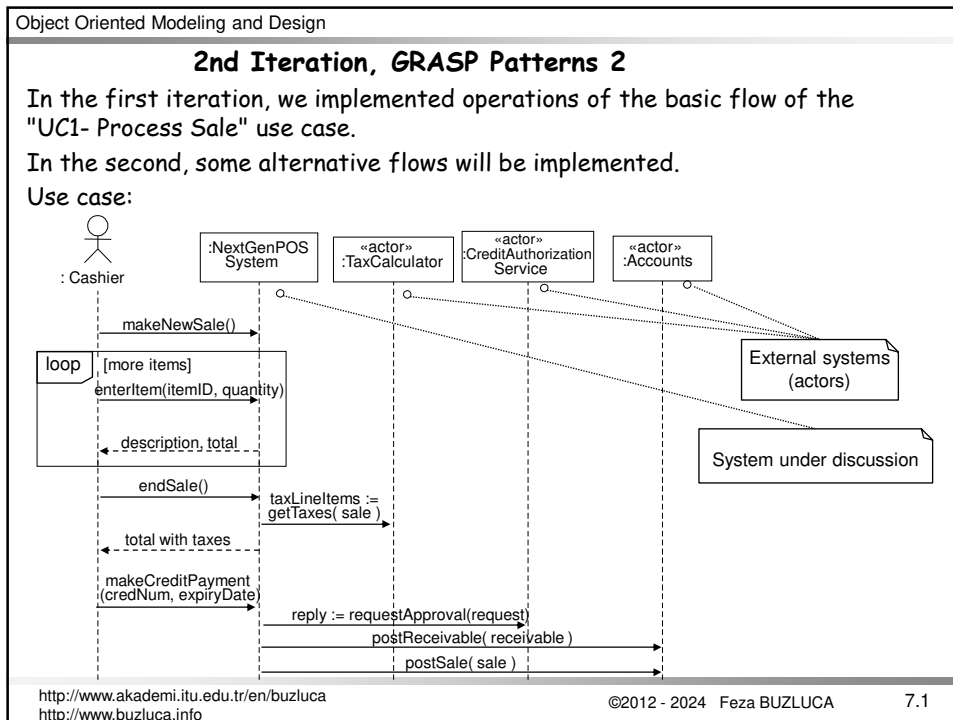 Object Oriented Modeling and Design
2nd Iteration, GRASP Patterns 2
In the first iteration, we implemented operations of the basic flow of the
"UC1- Process Sale" use case.
In the second, some alternative flows will be implemented.
Use case:
: Cashier
:NextGenPOS
System
«actor»
:TaxCalculator
«actor»
:CreditAuthorization
Service
«actor»
:Accounts
makeNewSale()
loop
[more items]
enterItem(itemID, quantity)
description, total
External systems
(actors)
System under discussion
endSale()
taxLineItems :=
getTaxes( sale )
total with taxes
makeCreditPayment
(credNum, expiryDate)
reply := requestApproval(request)
postReceivable( receivable )
postSale( sale )
http://www.akademi.itu.edu.tr/en/buzluca
http://www.buzluca.info
©2012 - 2024 Feza BUZLUCA
7.1